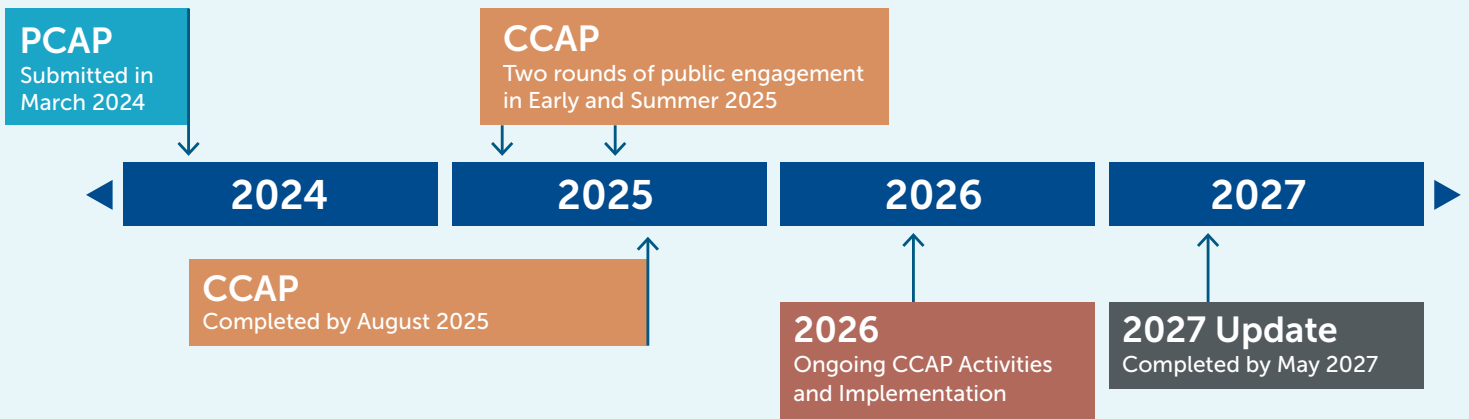 PCAP
Submitted in
March 2024
CCAP
Two rounds of public engagement
in Early and Summer 2025
2024
2025
2026
2027
CCAP
Completed by August 2025
2026
Ongoing CCAP Activities
and Implementation
2027 Update
Completed by May 2027